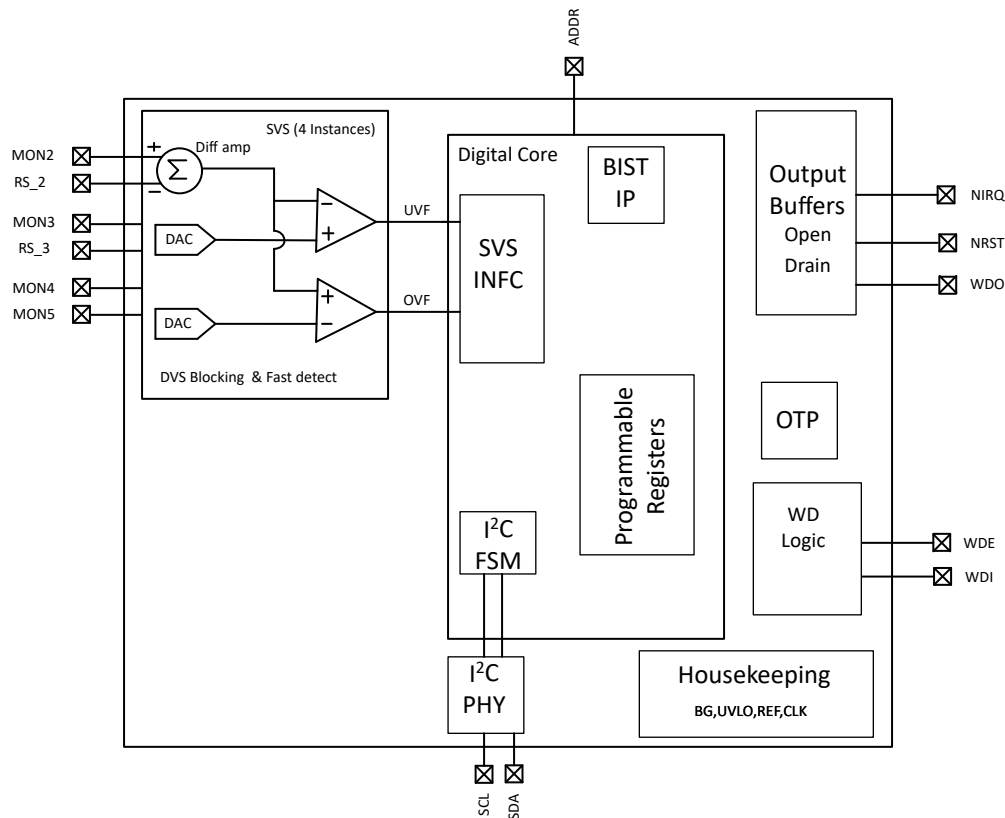 ADDR
SVS (4 Instances)
MON2
+
Diff amp
Σ
RS_2
−
MON3
RS_3
DAC
−
+
UVF
MON4
MON5
DAC
+
−
OVF
DVS Blocking & Fast detect
Digital Core
BIST
IP
SVS
INFC
Programmable
Registers
I²C
FSM
I²C
PHY
SCL
SDA
Output
Buffers
Open
Drain
NIRQ
NRST
WDO
OTP
WD
Logic
WDE
WDI
Housekeeping
BG,UVLO,REF,CLK